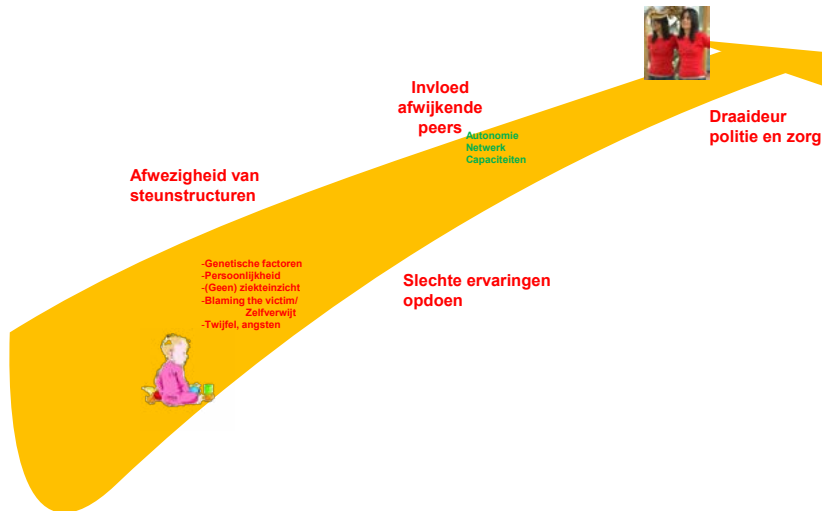 Invloed
afwijkende
peers
Autonomie
Netwerk
Capaciteiten
Draaideur
politie en zorg
Afwezigheid van
steunstructuren
-Genetische factoren
-Persoonlijkheid
-(Geen) ziekteinzicht
-Blaming the victim/
Zelfverwijt
-Twijfel, angsten
Slechte ervaringen
opdoen